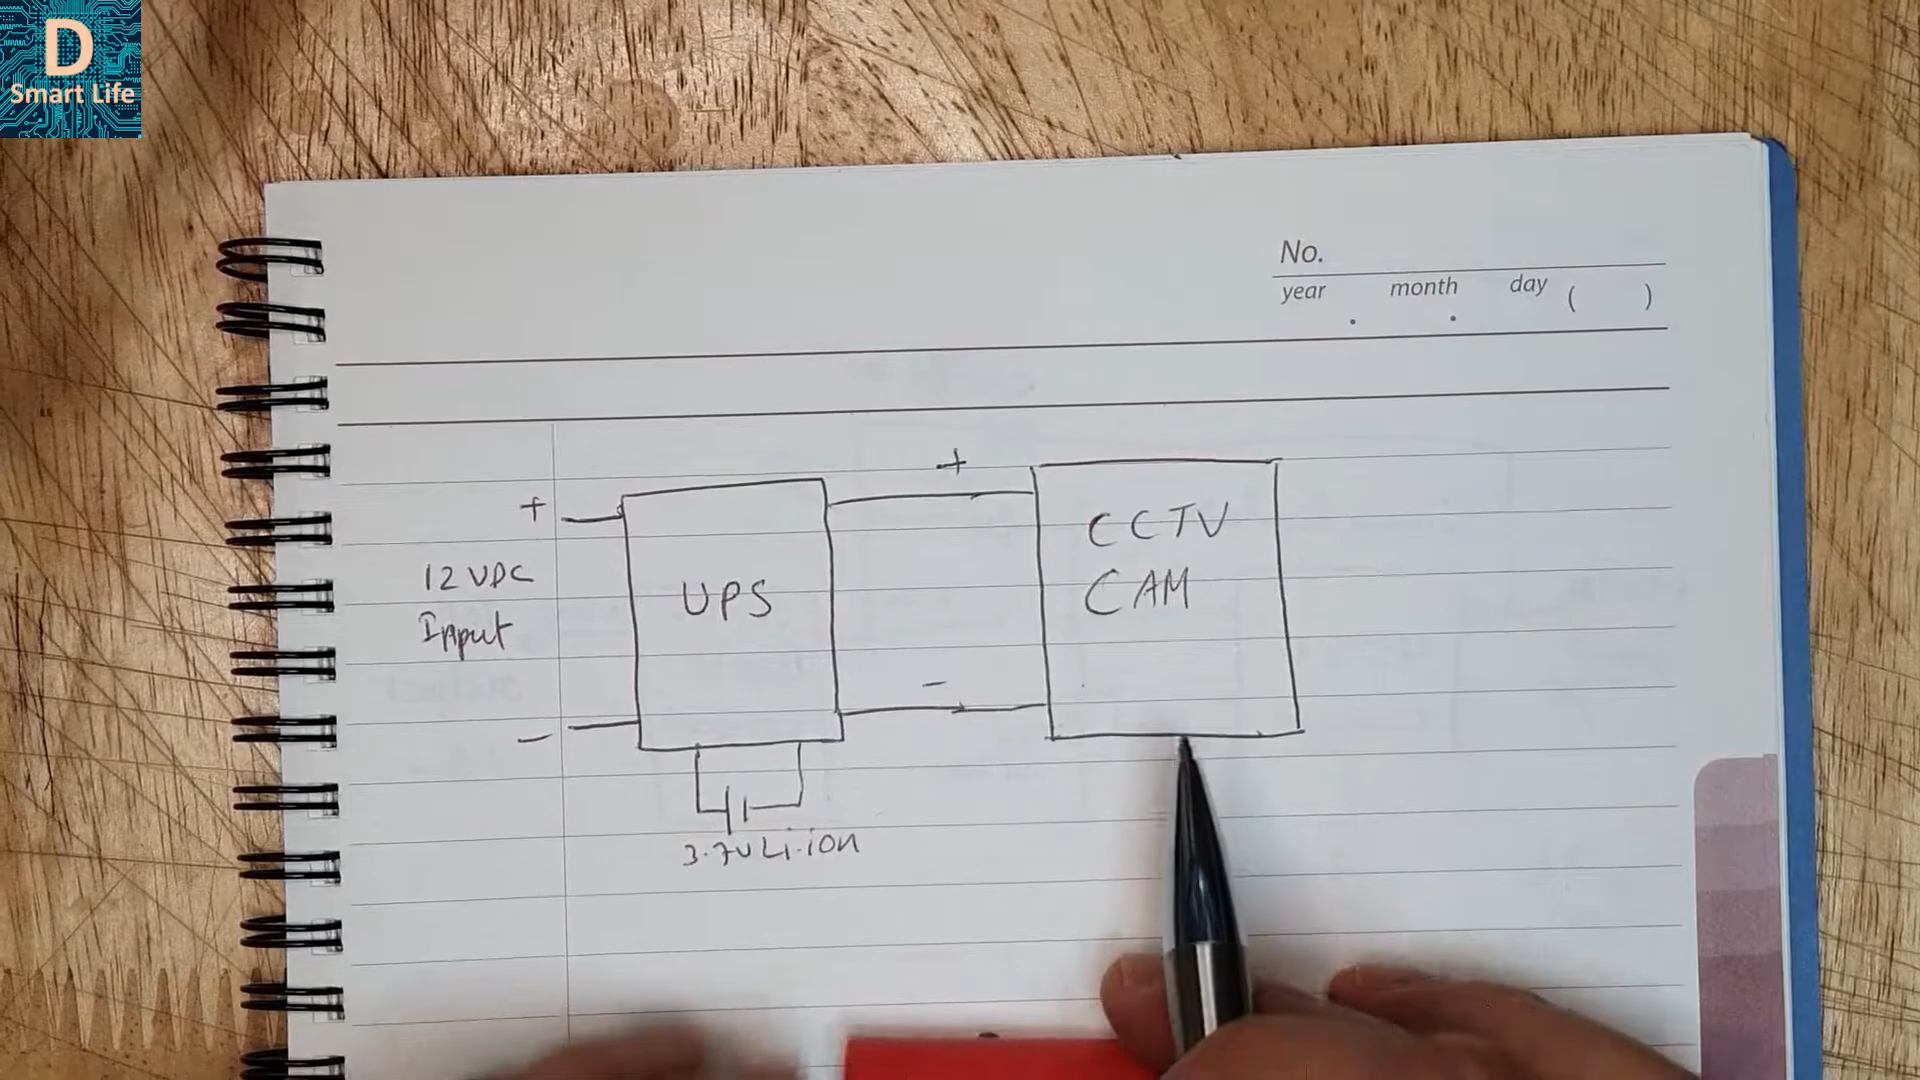 D
Smart Life
No.
year month day ( )
+
+
CCTV
CAM
12 VDC
Input
UPS
-
-
3.7V Li.ion